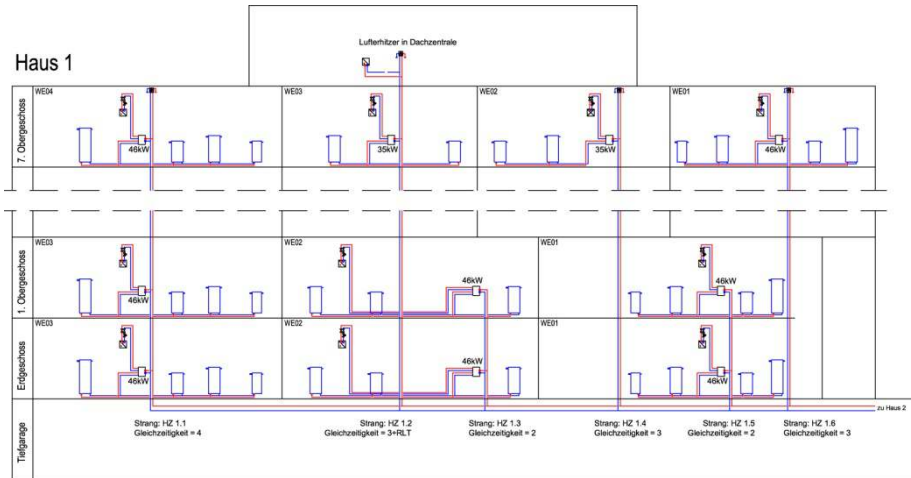 Lufterhitzer in Dachzentrale
Haus 1
7. Obergeschoss
WE04
WE03
WE02
WE01
46kW
35kW
35kW
46kW
1. Obergeschoss
WE03
WE02
WE01
46kW
46kW
46kW
Erdgeschoss
WE03
WE02
WE01
46kW
46kW
46kW
Tiefgarage
zu Haus 2
Strang: HZ 1.1
Gleichzeitigkeit = 4
Strang: HZ 1.2
Gleichzeitigkeit = 3+RLT
Strang: HZ 1.3
Gleichzeitigkeit = 2
Strang: HZ 1.4
Gleichzeitigkeit = 3
Strang: HZ 1.5
Gleichzeitigkeit = 2
Strang: HZ 1.6
Gleichzeitigkeit = 3